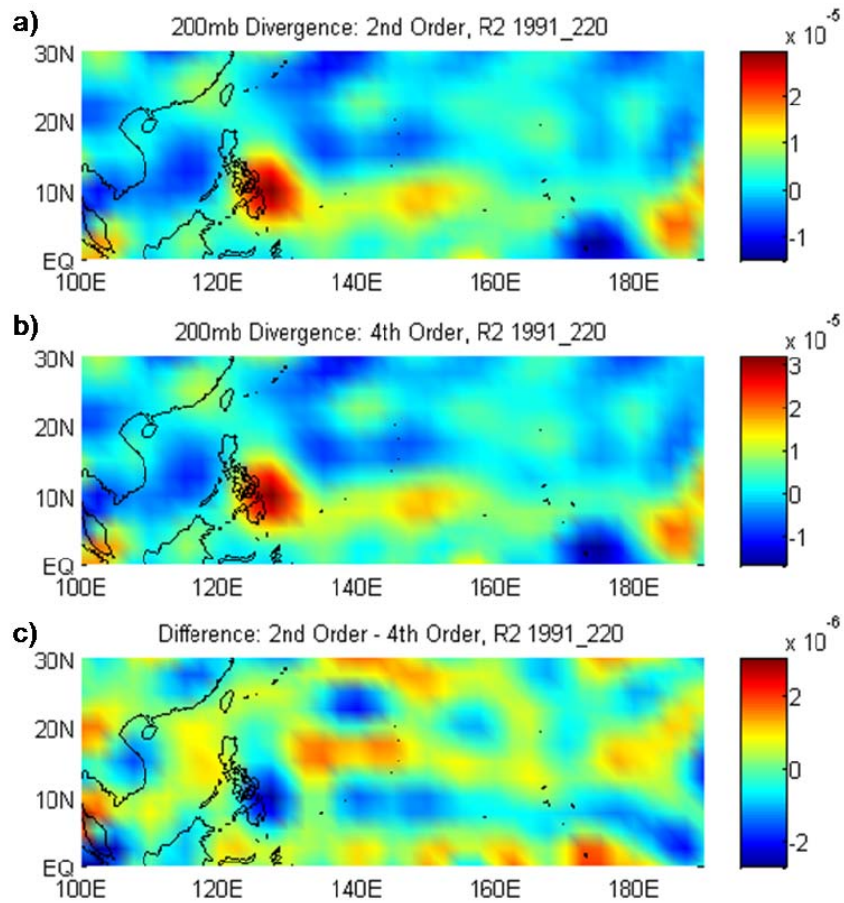 a)
200mb Divergence: 2nd Order, R2 1991_220
x 10^-5
30N
20N
10N
EQ
100E 120E 140E 160E 180E
2
1
0
-1
b)
200mb Divergence: 4th Order, R2 1991_220
x 10^-5
30N
20N
10N
EQ
100E 120E 140E 160E 180E
3
2
1
0
-1
c)
Difference: 2nd Order - 4th Order, R2 1991_220
x 10^-6
30N
20N
10N
EQ
100E 120E 140E 160E 180E
2
0
-2